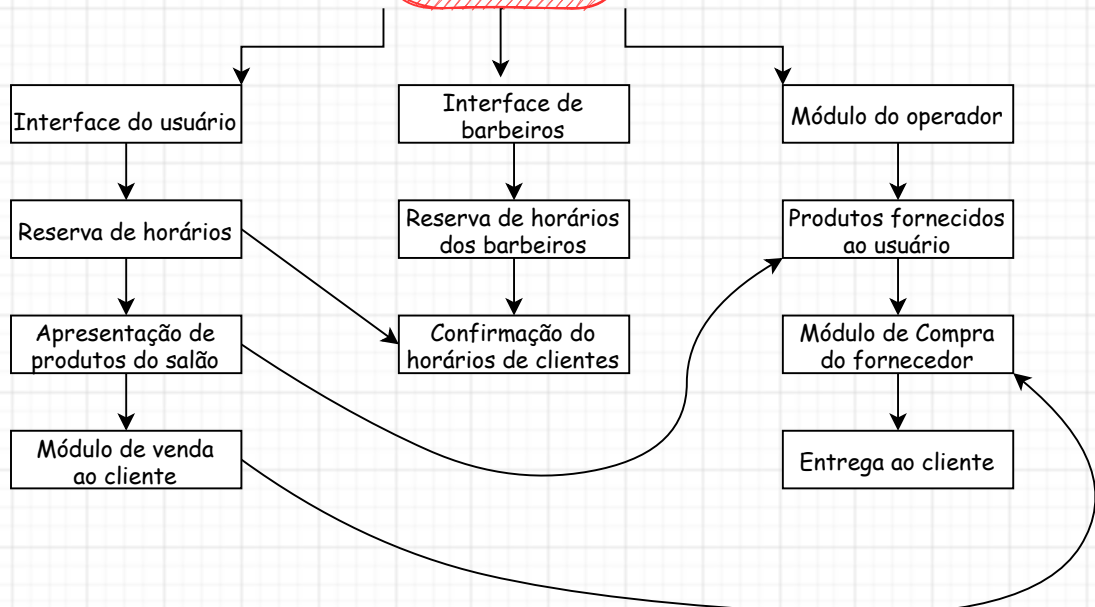 Interface do usuário
Interface de
barbeiros
Módulo do operador
Reserva de horários
Reserva de horários
dos barbeiros
Produtos fornecidos
ao usuário
Apresentação de
produtos do salão
Confirmação do
horários de clientes
Módulo de Compra
do fornecedor
Módulo de venda
ao cliente
Entrega ao cliente